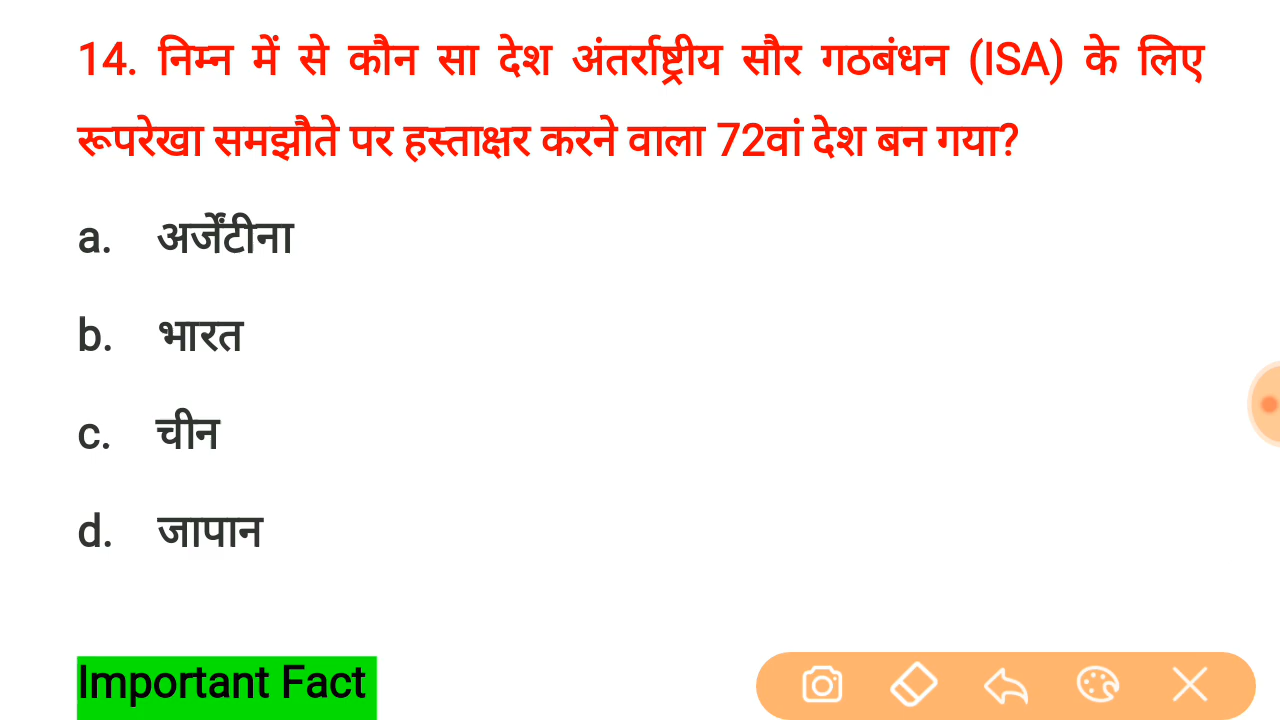 14. निम्न में से कौन सा देश अंतर्राष्ट्रीय सौर गठबंधन (ISA) के लिए
रूपरेखा समझौते पर हस्ताक्षर करने वाला 72वां देश बन गया?
a. अर्जेंटीना
b. भारत
c. चीन
d. जापान
Important Fact